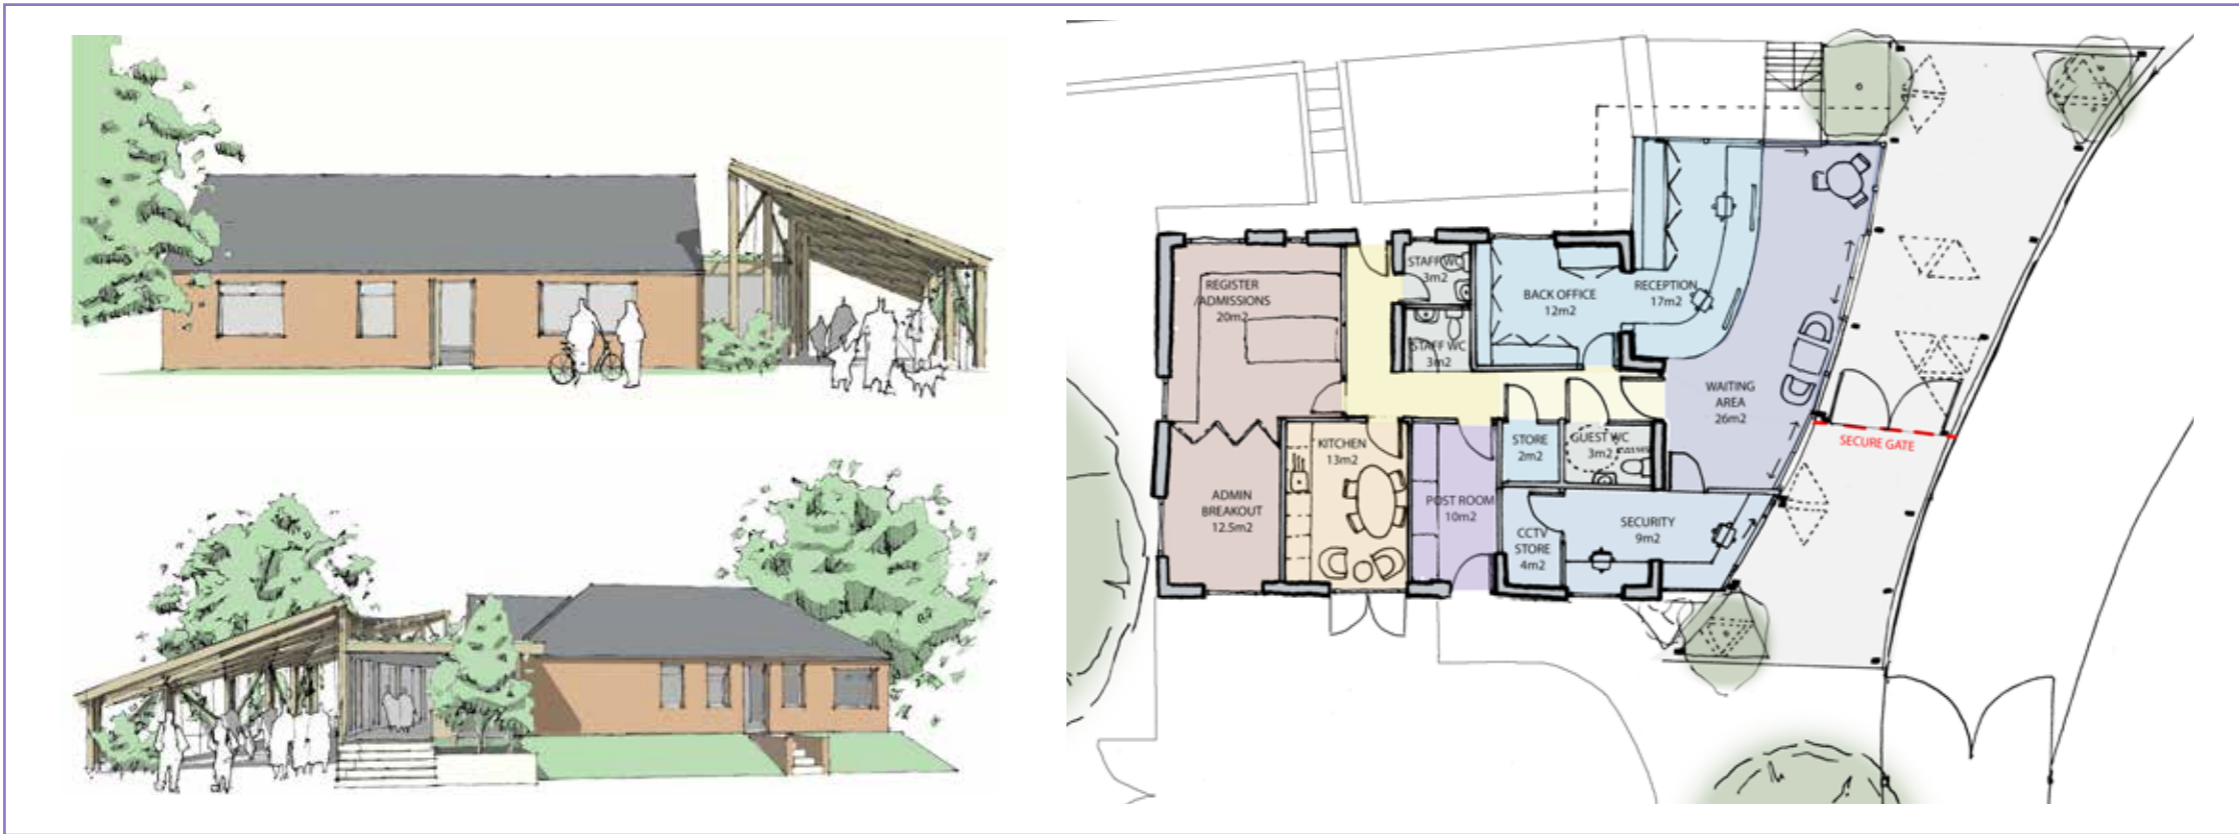 STAFF WC
3m2
REGISTER
/ADMISSIONS
20m2
BACK OFFICE
12m2
RECEPTION
17m2
STAFF WC
3m2
WAITING
AREA
26m2
SECURE GATE
KITCHEN
13m2
STORE
2m2
GUEST WC
3m2
ADMIN
BREAKOUT
12.5m2
POST ROOM
10m2
SECURITY
9m2
CCTV
STORE
4m2